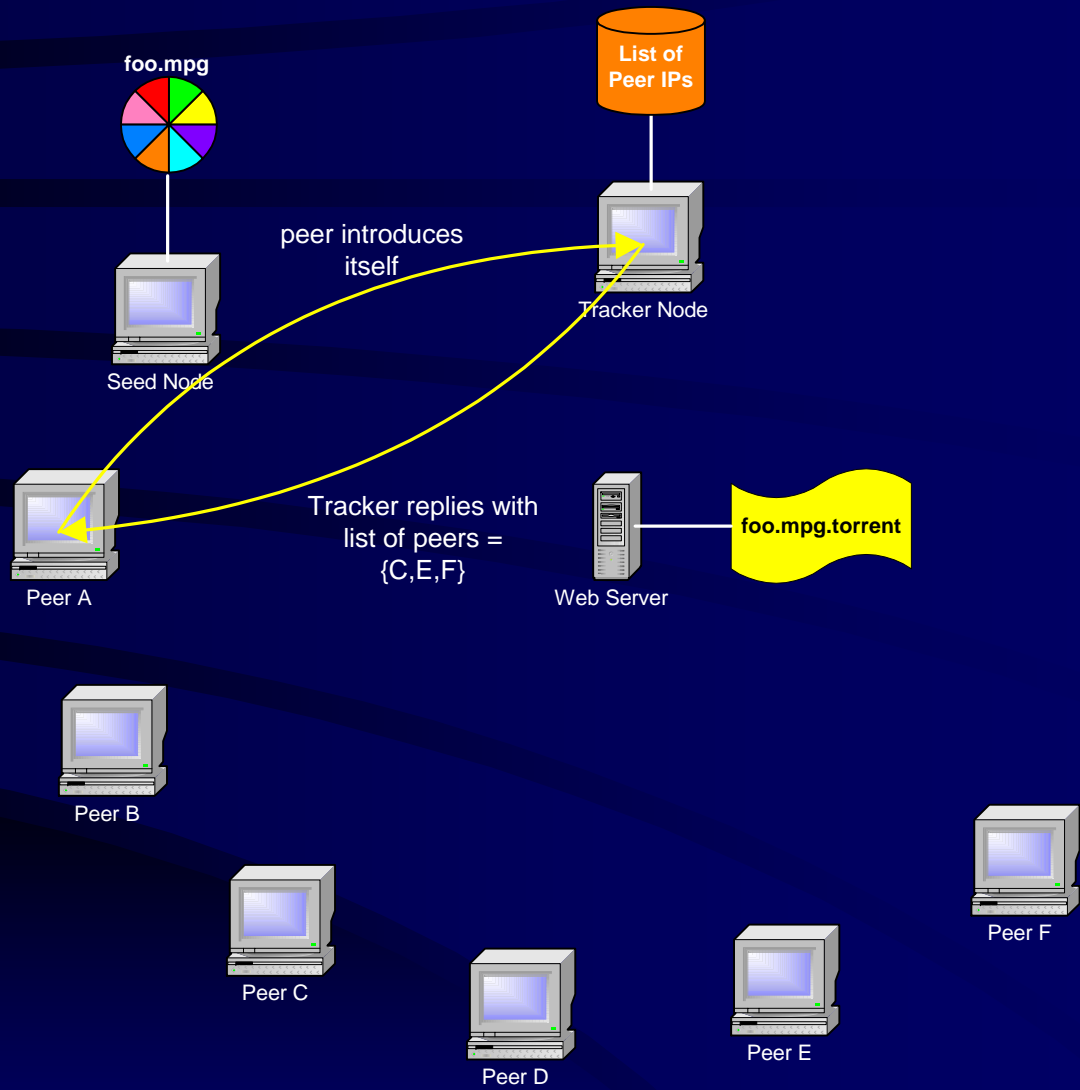 foo.mpg
List of
Peer IPs
peer introduces
itself
Tracker Node
Seed Node
Tracker replies with
list of peers =
{C,E,F}
foo.mpg.torrent
Peer A
Web Server
Peer B
Peer C
Peer D
Peer E
Peer F